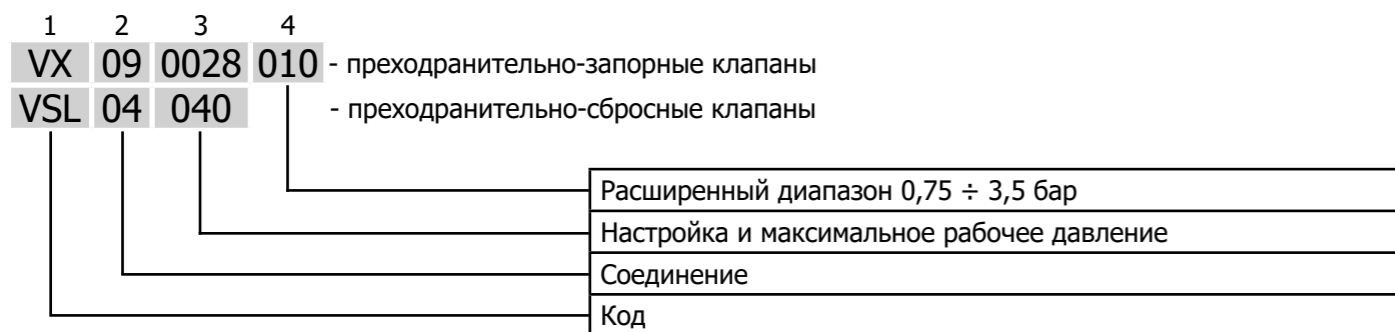 1 2 3 4
VX 09 0028 010 - преходранительно-запорные клапаны
VSL 04 040 - преходранительно-сбросные клапаны
Расширенный диапазон 0,75 ÷ 3,5 бар
Настройка и максимальное рабочее давление
Соединение
Код